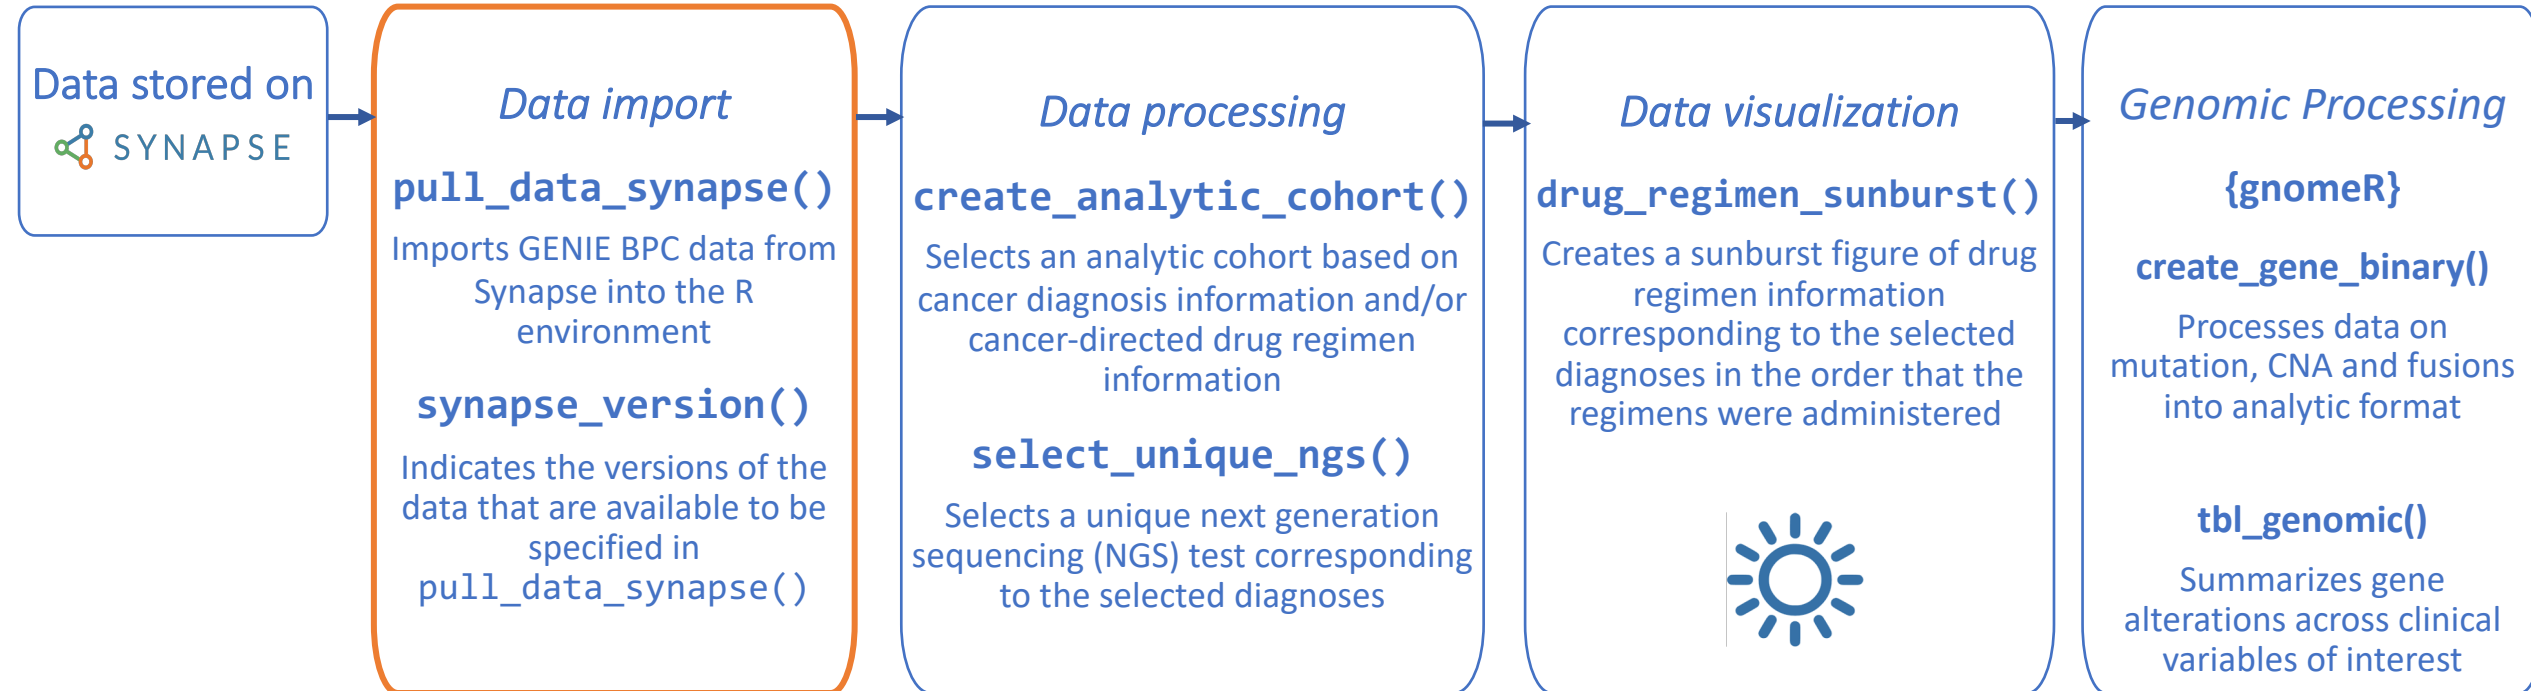 Data stored on
SYNAPSE
Data import
pull_data_synapse()
Imports GENIE BPC data from
Synapse into the R
environment
synapse_version()
Indicates the versions of the
data that are available to be
specified in
pull_data_synapse()
Data processing
create_analytic_cohort()
Selects an analytic cohort based on
cancer diagnosis information and/or
cancer-directed drug regimen
information
select_unique_ngs()
Selects a unique next generation
sequencing (NGS) test corresponding
to the selected diagnoses
Data visualization
drug_regimen_sunburst()
Creates a sunburst figure of drug
regimen information
corresponding to the selected
diagnoses in the order that the
regimens were administered
Genomic Processing
{gnomeR}
create_gene_binary()
Processes data on
mutation, CNA and fusions
into analytic format
tbl_genomic()
Summarizes gene
alterations across clinical
variables of interest